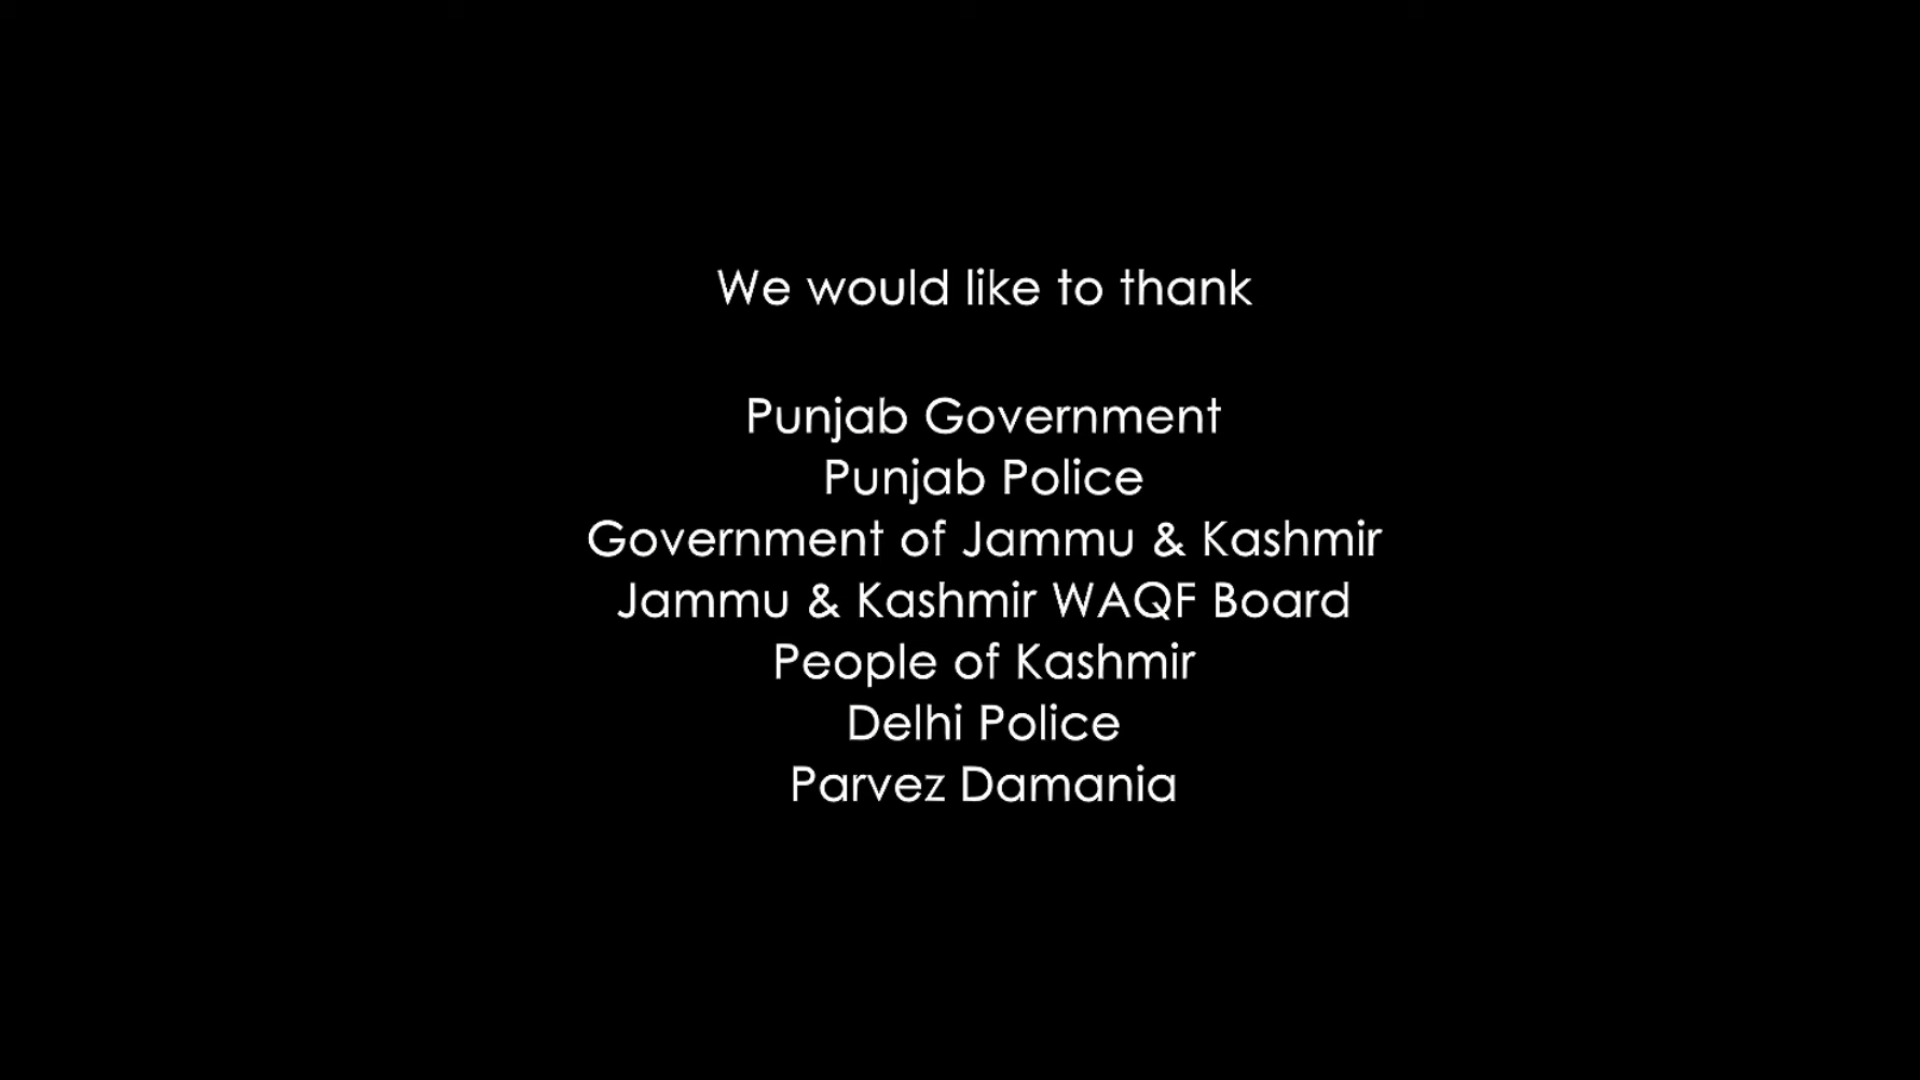 We would like to thank
Punjab Government
Punjab Police
Government of Jammu & Kashmir
Jammu & Kashmir WAQF Board
People of Kashmir
Delhi Police
Parvez Damania